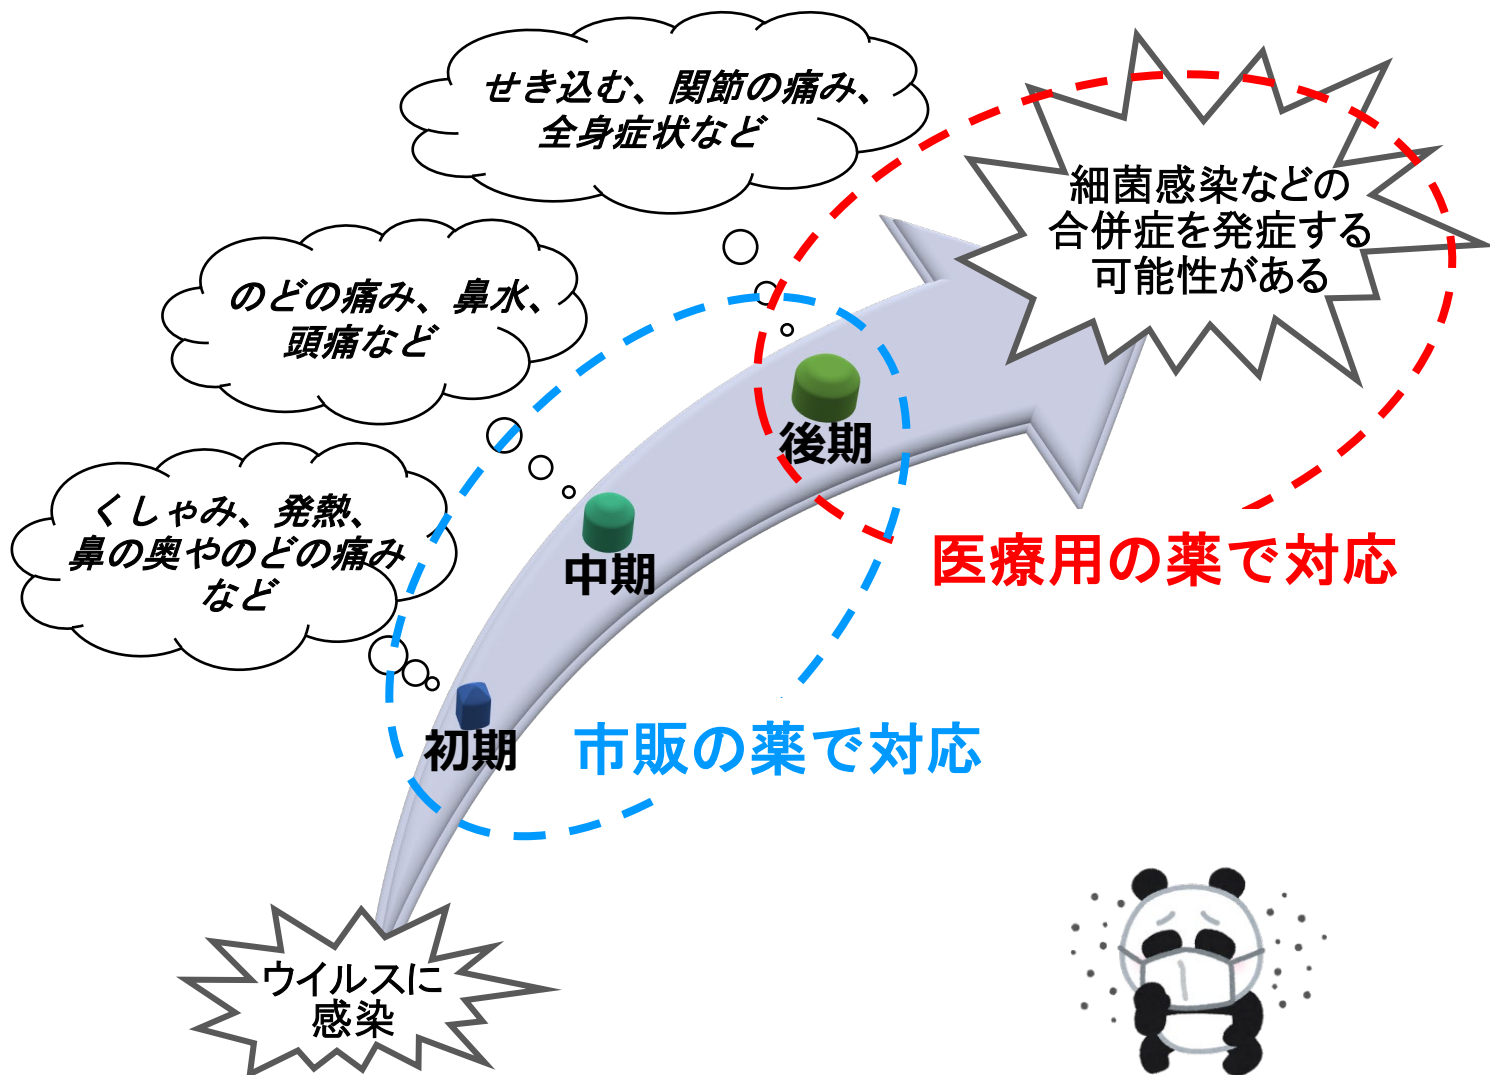 せき込む、関節の痛み、
全身症状など
細菌感染などの
合併症を発症する
可能性がある
のどの痛み、鼻水、
頭痛など
後期
くしゃみ、発熱、
鼻の奥やのどの痛み
など
中期
医療用の薬で対応
初期
市販の薬で対応
ウイルスに
感染